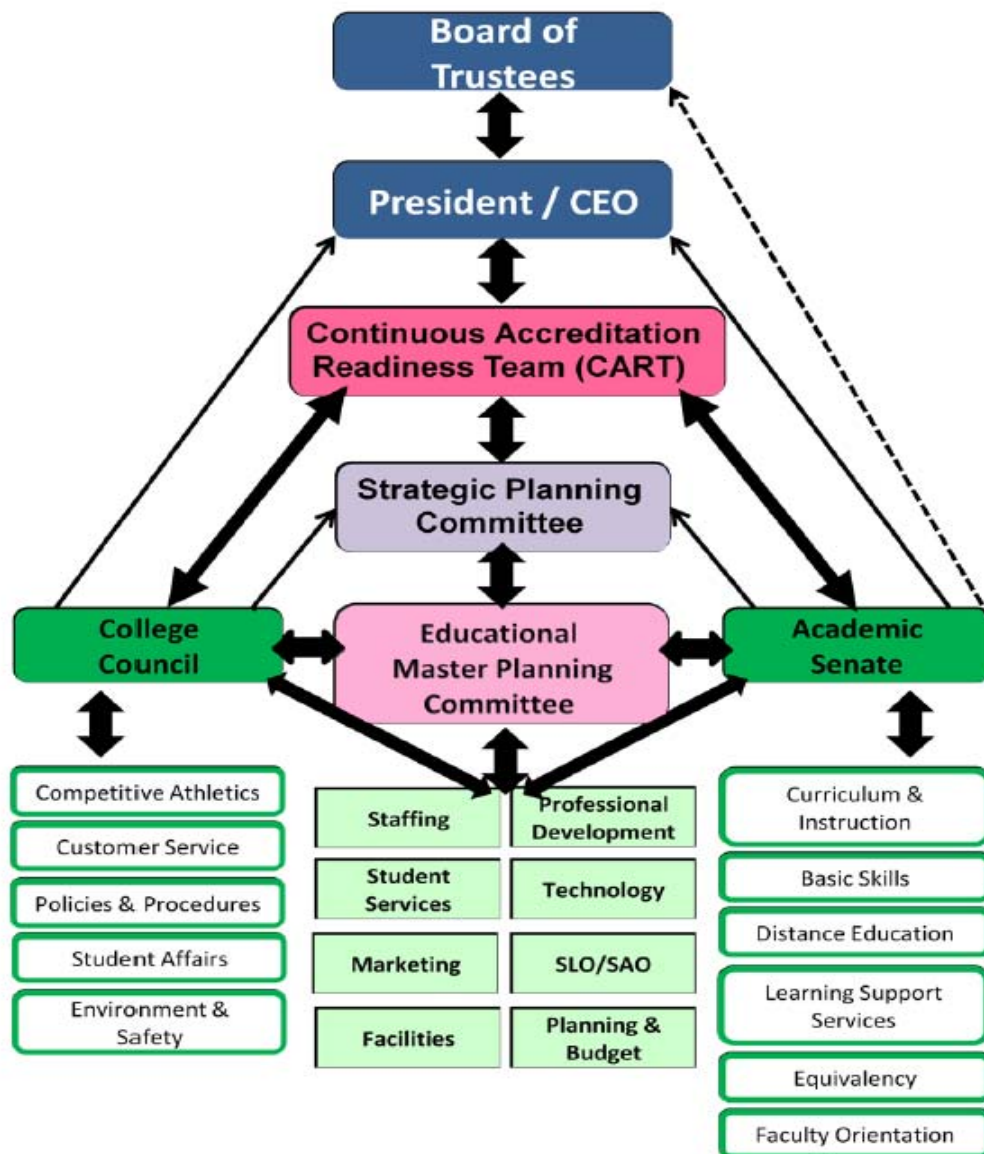 Board of
Trustees
President / CEO
Continuous Accreditation
Readiness Team (CART)
Strategic Planning
Committee
College
Council
Educational
Master Planning
Committee
Academic
Senate
Competitive Athletics
Customer Service
Policies & Procedures
Student Affairs
Environment &
Safety
Staffing
Professional
Development
Student
Services
Technology
Marketing
SLO/SAO
Facilities
Planning &
Budget
Curriculum &
Instruction
Basic Skills
Distance Education
Learning Support
Services
Equivalency
Faculty Orientation